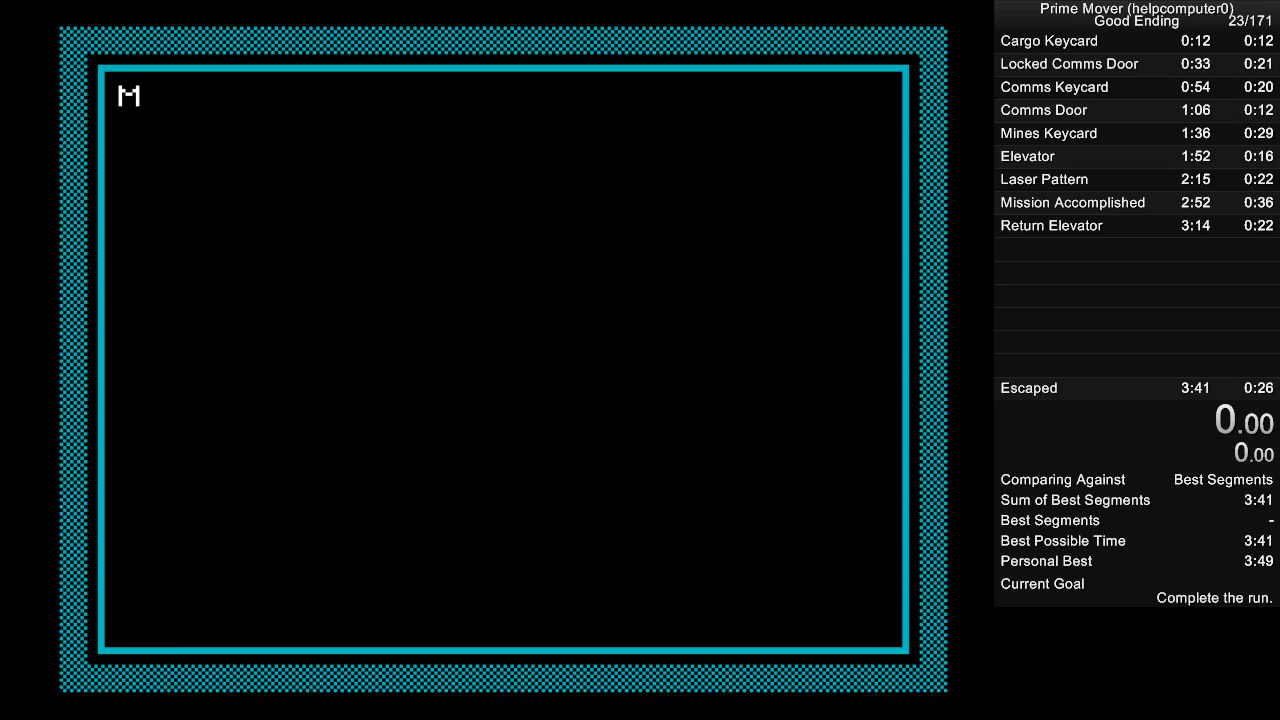 M
Prime Mover (helpcomputer0)
Good Ending 23/171
Cargo Keycard 0:12 0:12
Locked Comms Door 0:33 0:21
Comms Keycard 0:54 0:20
Comms Door 1:06 0:12
Mines Keycard 1:36 0:29
Elevator 1:52 0:16
Laser Pattern 2:15 0:22
Mission Accomplished 2:52 0:36
Return Elevator 3:14 0:22
Escaped 3:41 0:26
0.00
0.00
Comparing Against Best Segments
Sum of Best Segments 3:41
Best Segments -
Best Possible Time 3:41
Personal Best 3:49
Current Goal
Complete the run.